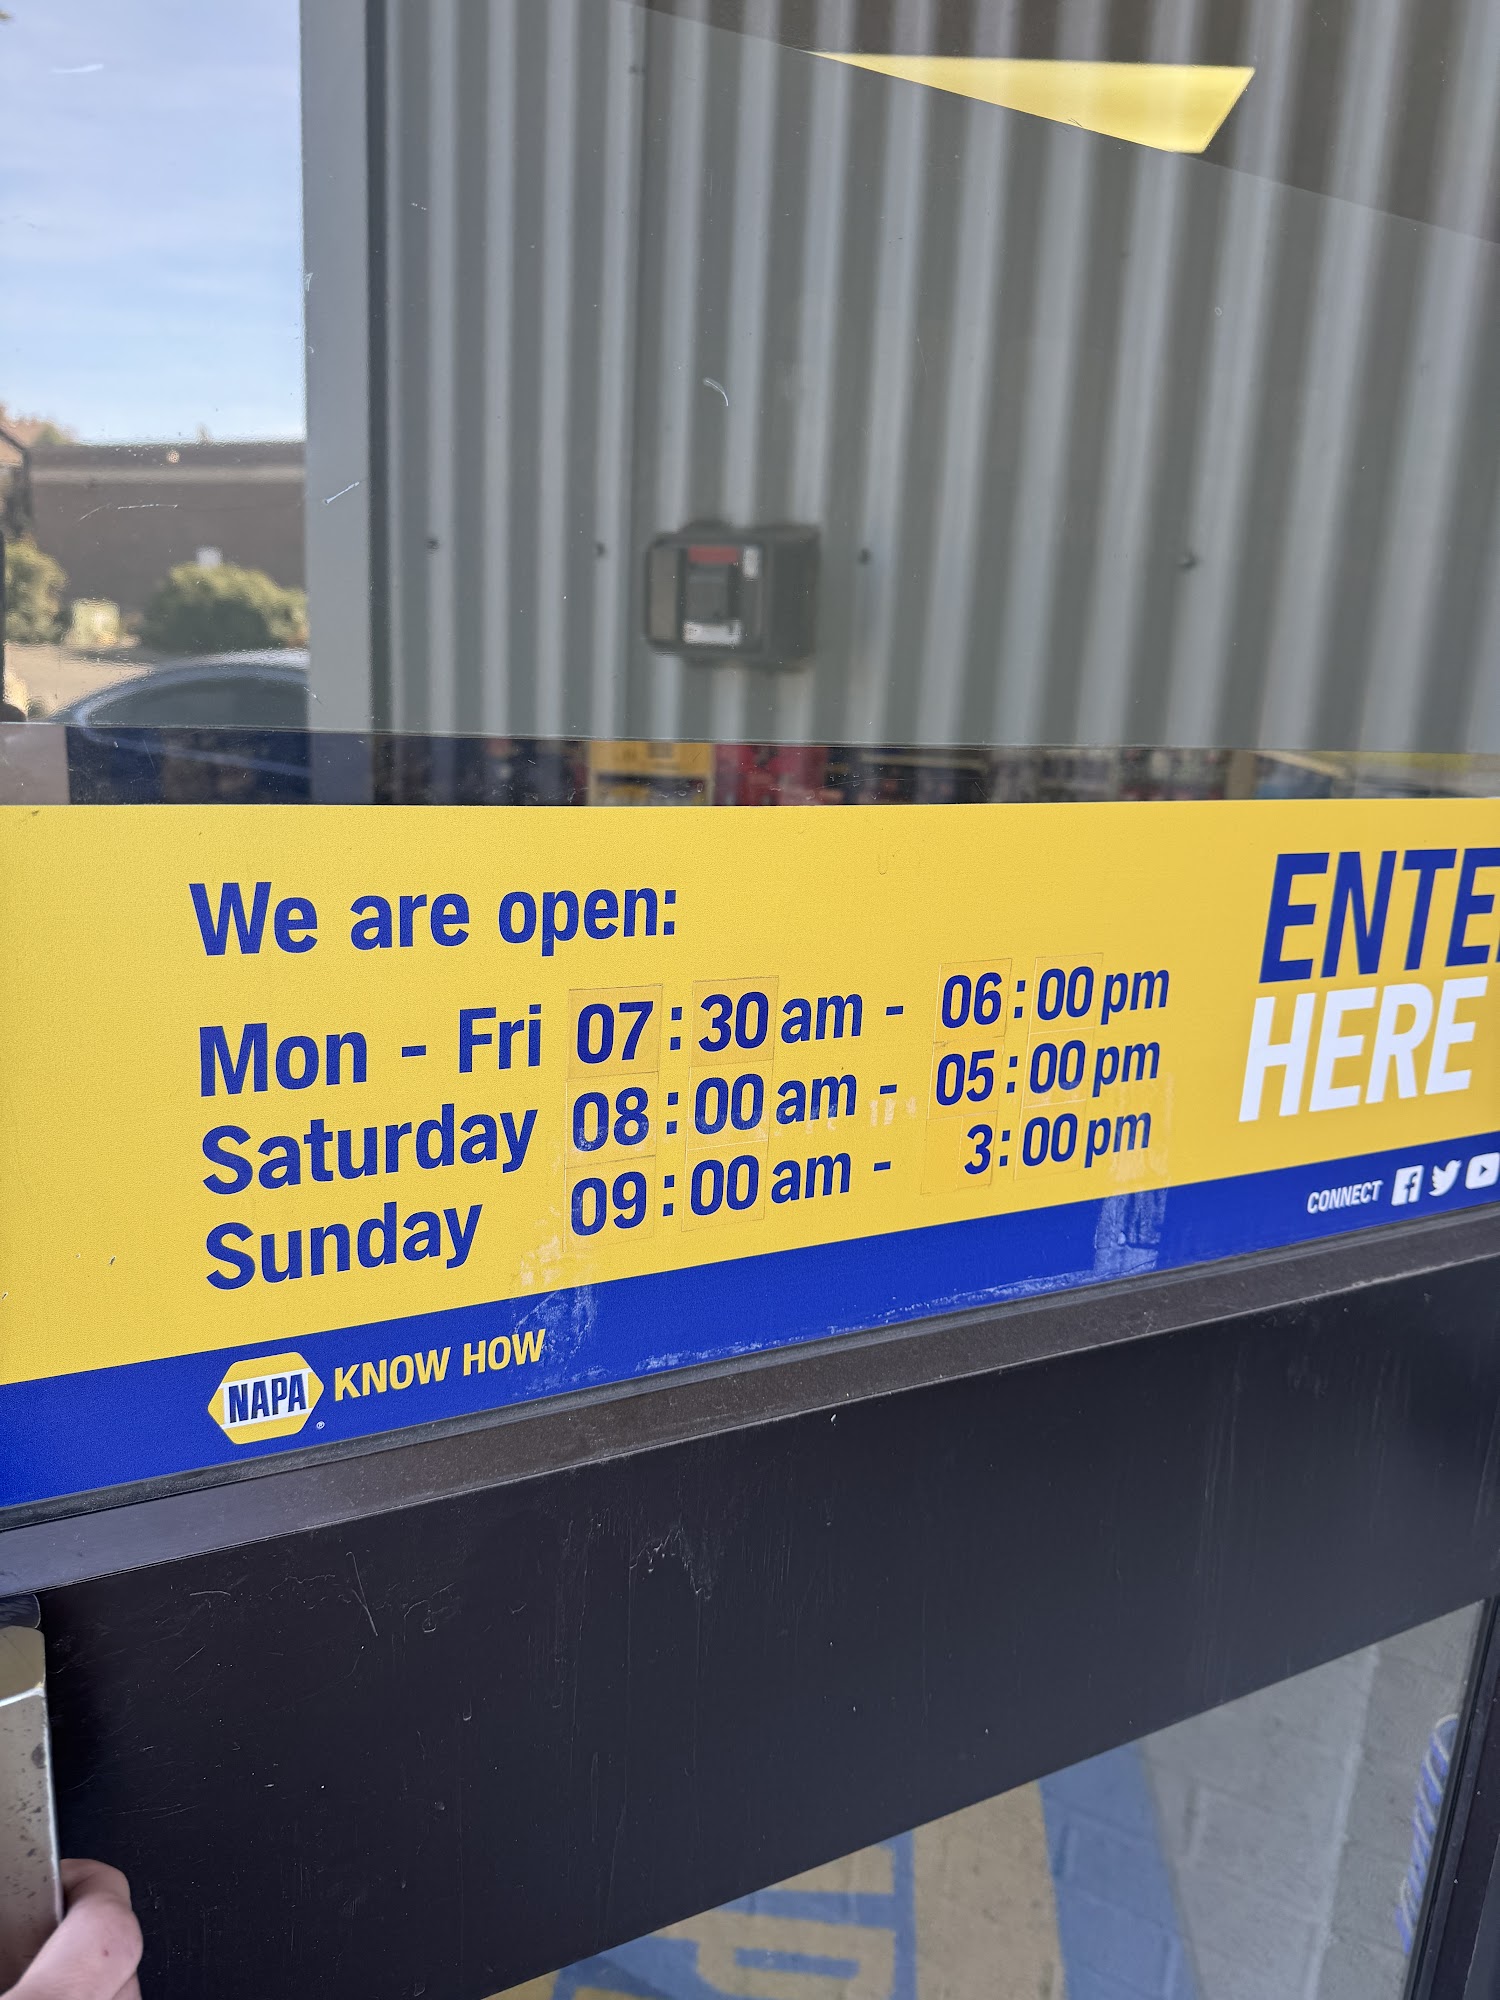 We are open:
Mon - Fri 07:30 am - 06:00 pm
Saturday 08:00 am - 05:00 pm
Sunday 09:00 am - 3:00 pm
ENTE
HERE
CONNECT
NAPA KNOW HOW